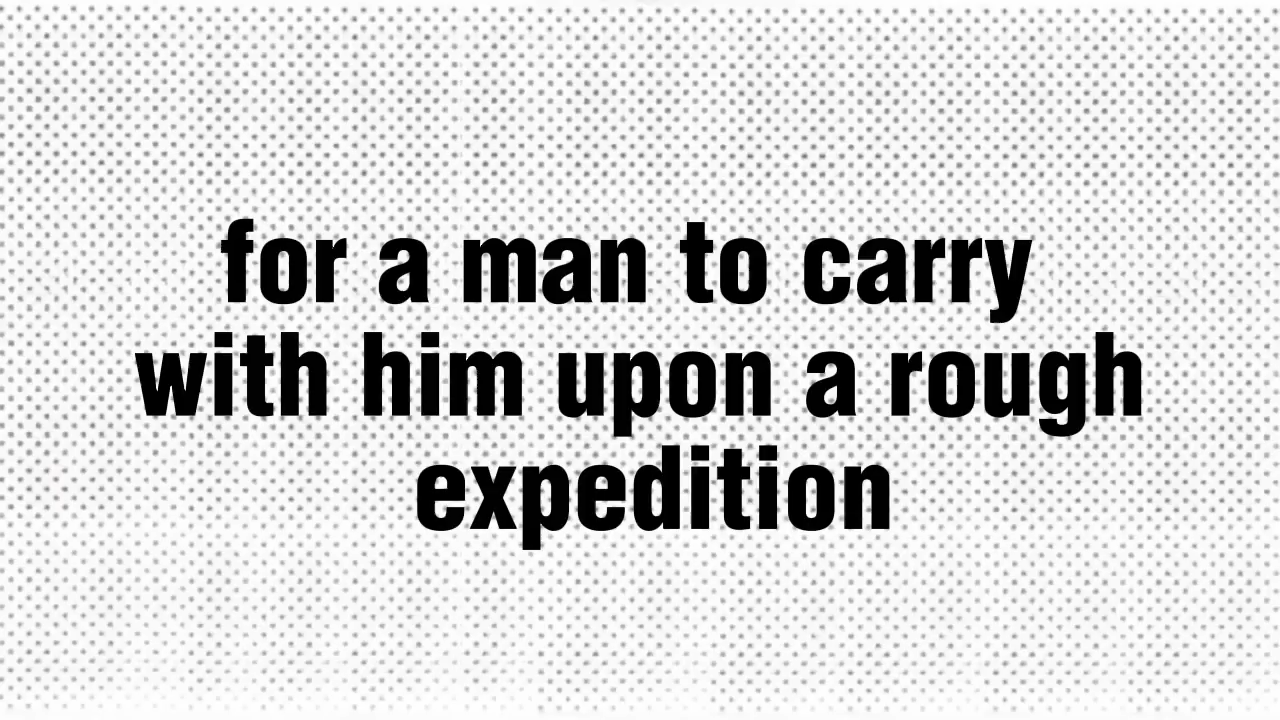 for a man to carry
with him upon a rough
expedition